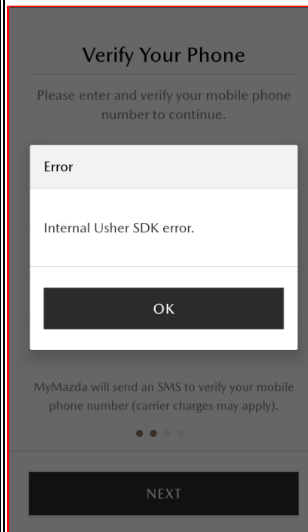 Verify Your Phone
Please enter and verify your mobile phone
number to continue.
Error
Internal Usher SDK error.
OK
MyMazda will send an SMS to verify your mobile
phone number (carrier charges may apply).
NEXT